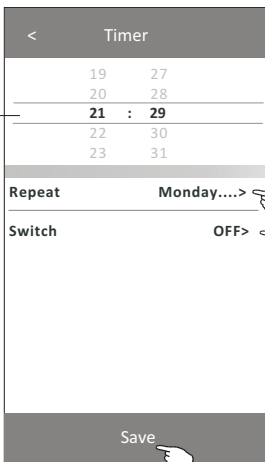 < Timer
19 27
20 28
21 : 29
22 30
23 31
Repeat Monday....>
Switch OFF>
Save